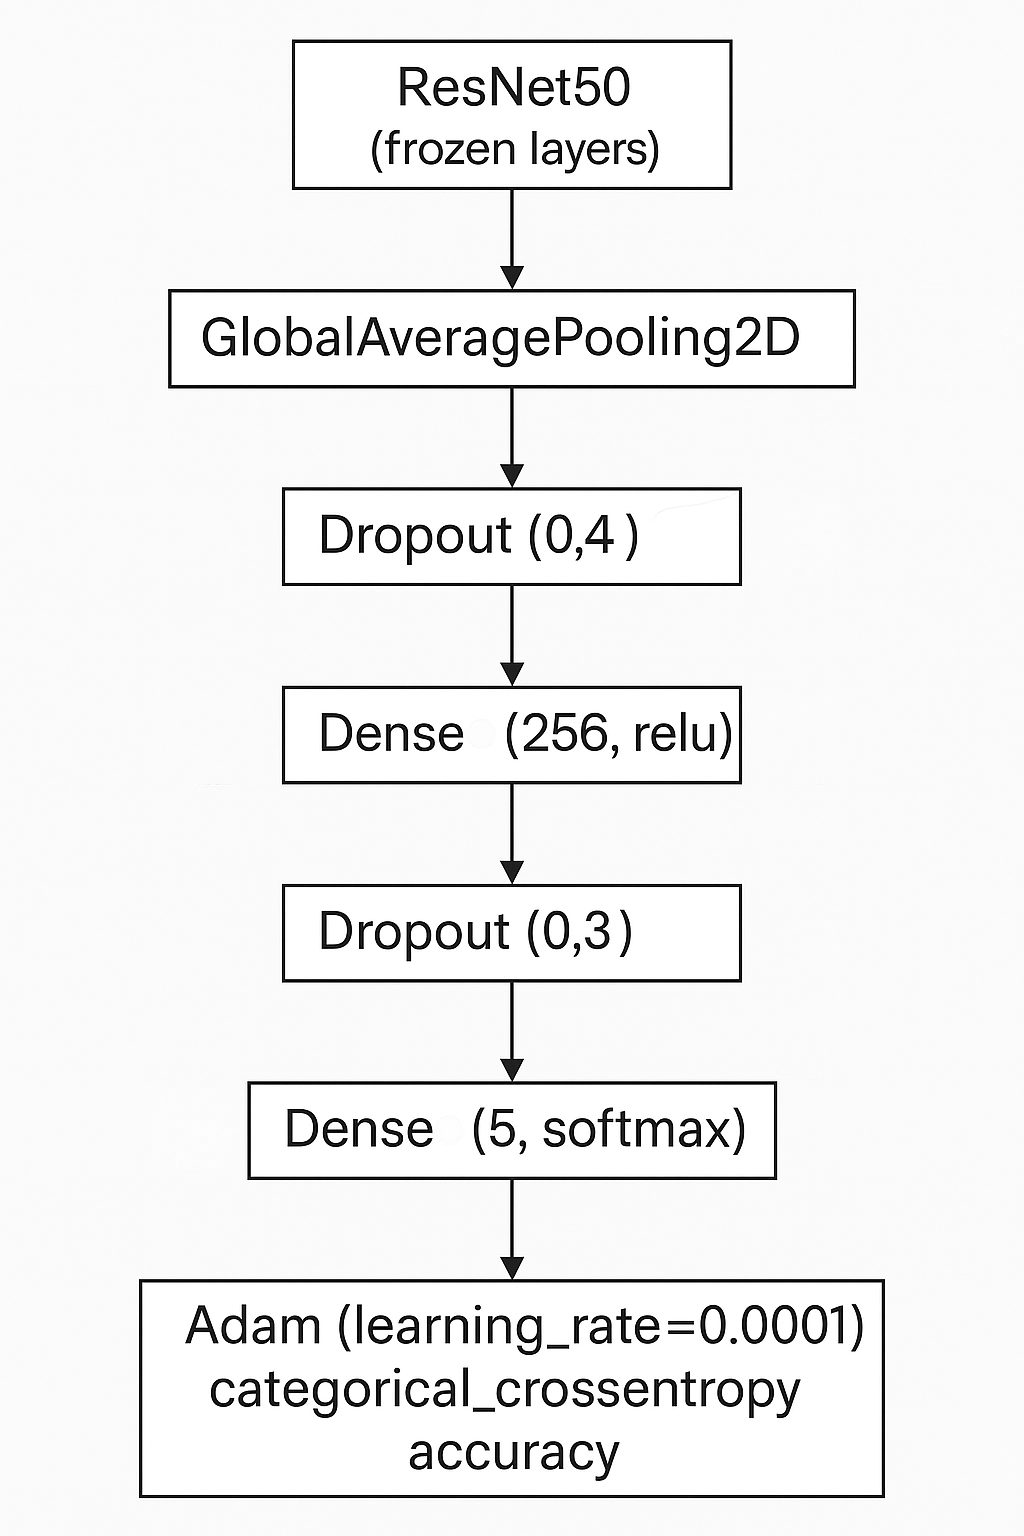 ResNet50
(frozen layers)
GlobalAveragePooling2D
Dropout (0,4 )
Dense (256, relu)
Dropout (0,3 )
Dense (5, softmax)
Adam (learning_rate=0.0001)
categorical_crossentropy
accuracy